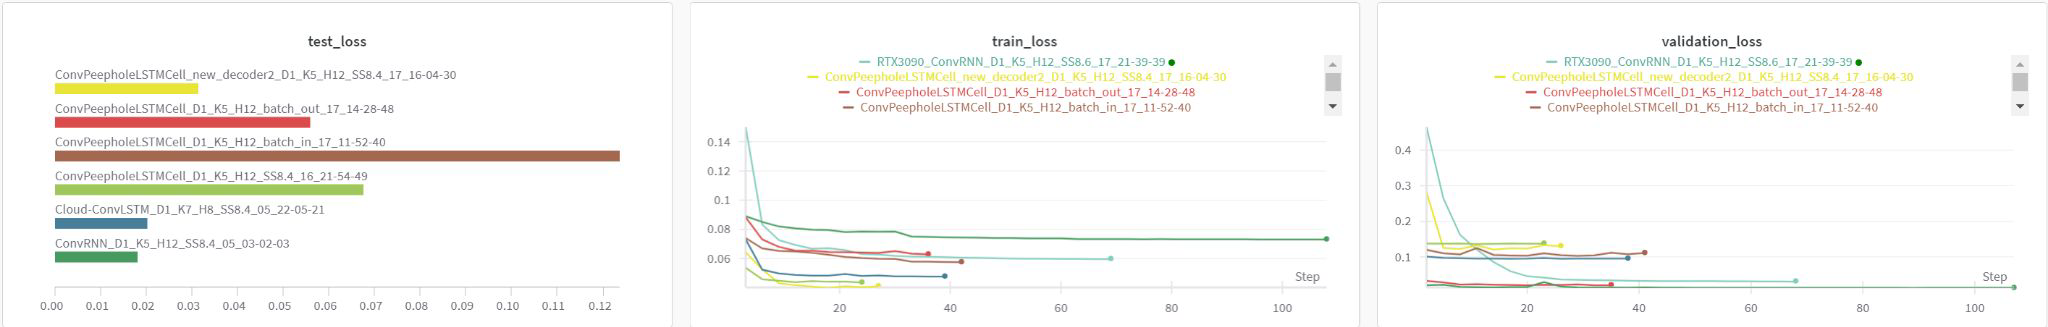 test_loss
ConvPeepholeLSTMCell_new_decoder2_D1_K5_H12_SS8.4_17_16-04-30
ConvPeepholeLSTMCell_D1_K5_H12_batch_out_17_14-28-48
ConvPeepholeLSTMCell_D1_K5_H12_batch_in_17_11-52-40
ConvPeepholeLSTMCell_D1_K5_H12_SS8.4_16_21-54-49
Cloud-ConvLSTM_D1_K7_H8_SS8.4_05_22-05-21
ConvRNN_D1_K5_H12_SS8.4_05_03-02-03
0.00 0.01 0.02 0.03 0.04 0.05 0.06 0.07 0.08 0.09 0.10 0.11 0.12
train_loss
RTX3090_ConvRNN_D1_K5_H12_SS8.6_17_21-39-39
ConvPeepholeLSTMCell_new_decoder2_D1_K5_H12_SS8.4_17_16-04-30
ConvPeepholeLSTMCell_D1_K5_H12_batch_out_17_14-28-48
ConvPeepholeLSTMCell_D1_K5_H12_batch_in_17_11-52-40
0.14
0.12
0.1
0.08
0.06
Step
20 40 60 80 100
validation_loss
RTX3090_ConvRNN_D1_K5_H12_SS8.6_17_21-39-39
ConvPeepholeLSTMCell_new_decoder2_D1_K5_H12_SS8.4_17_16-04-30
ConvPeepholeLSTMCell_D1_K5_H12_batch_out_17_14-28-48
ConvPeepholeLSTMCell_D1_K5_H12_batch_in_17_11-52-40
0.4
0.3
0.2
0.1
Step
20 40 60 80 100